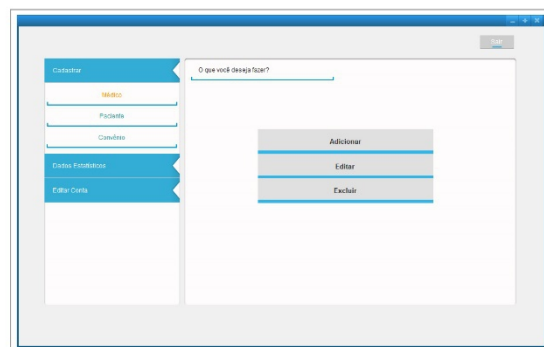 Sair
Cadastrar
O que você deseja fazer?
Médico
Paciente
Convênio
Adicionar
Dados Estatísticos
Editar
Editar Conta
Excluir